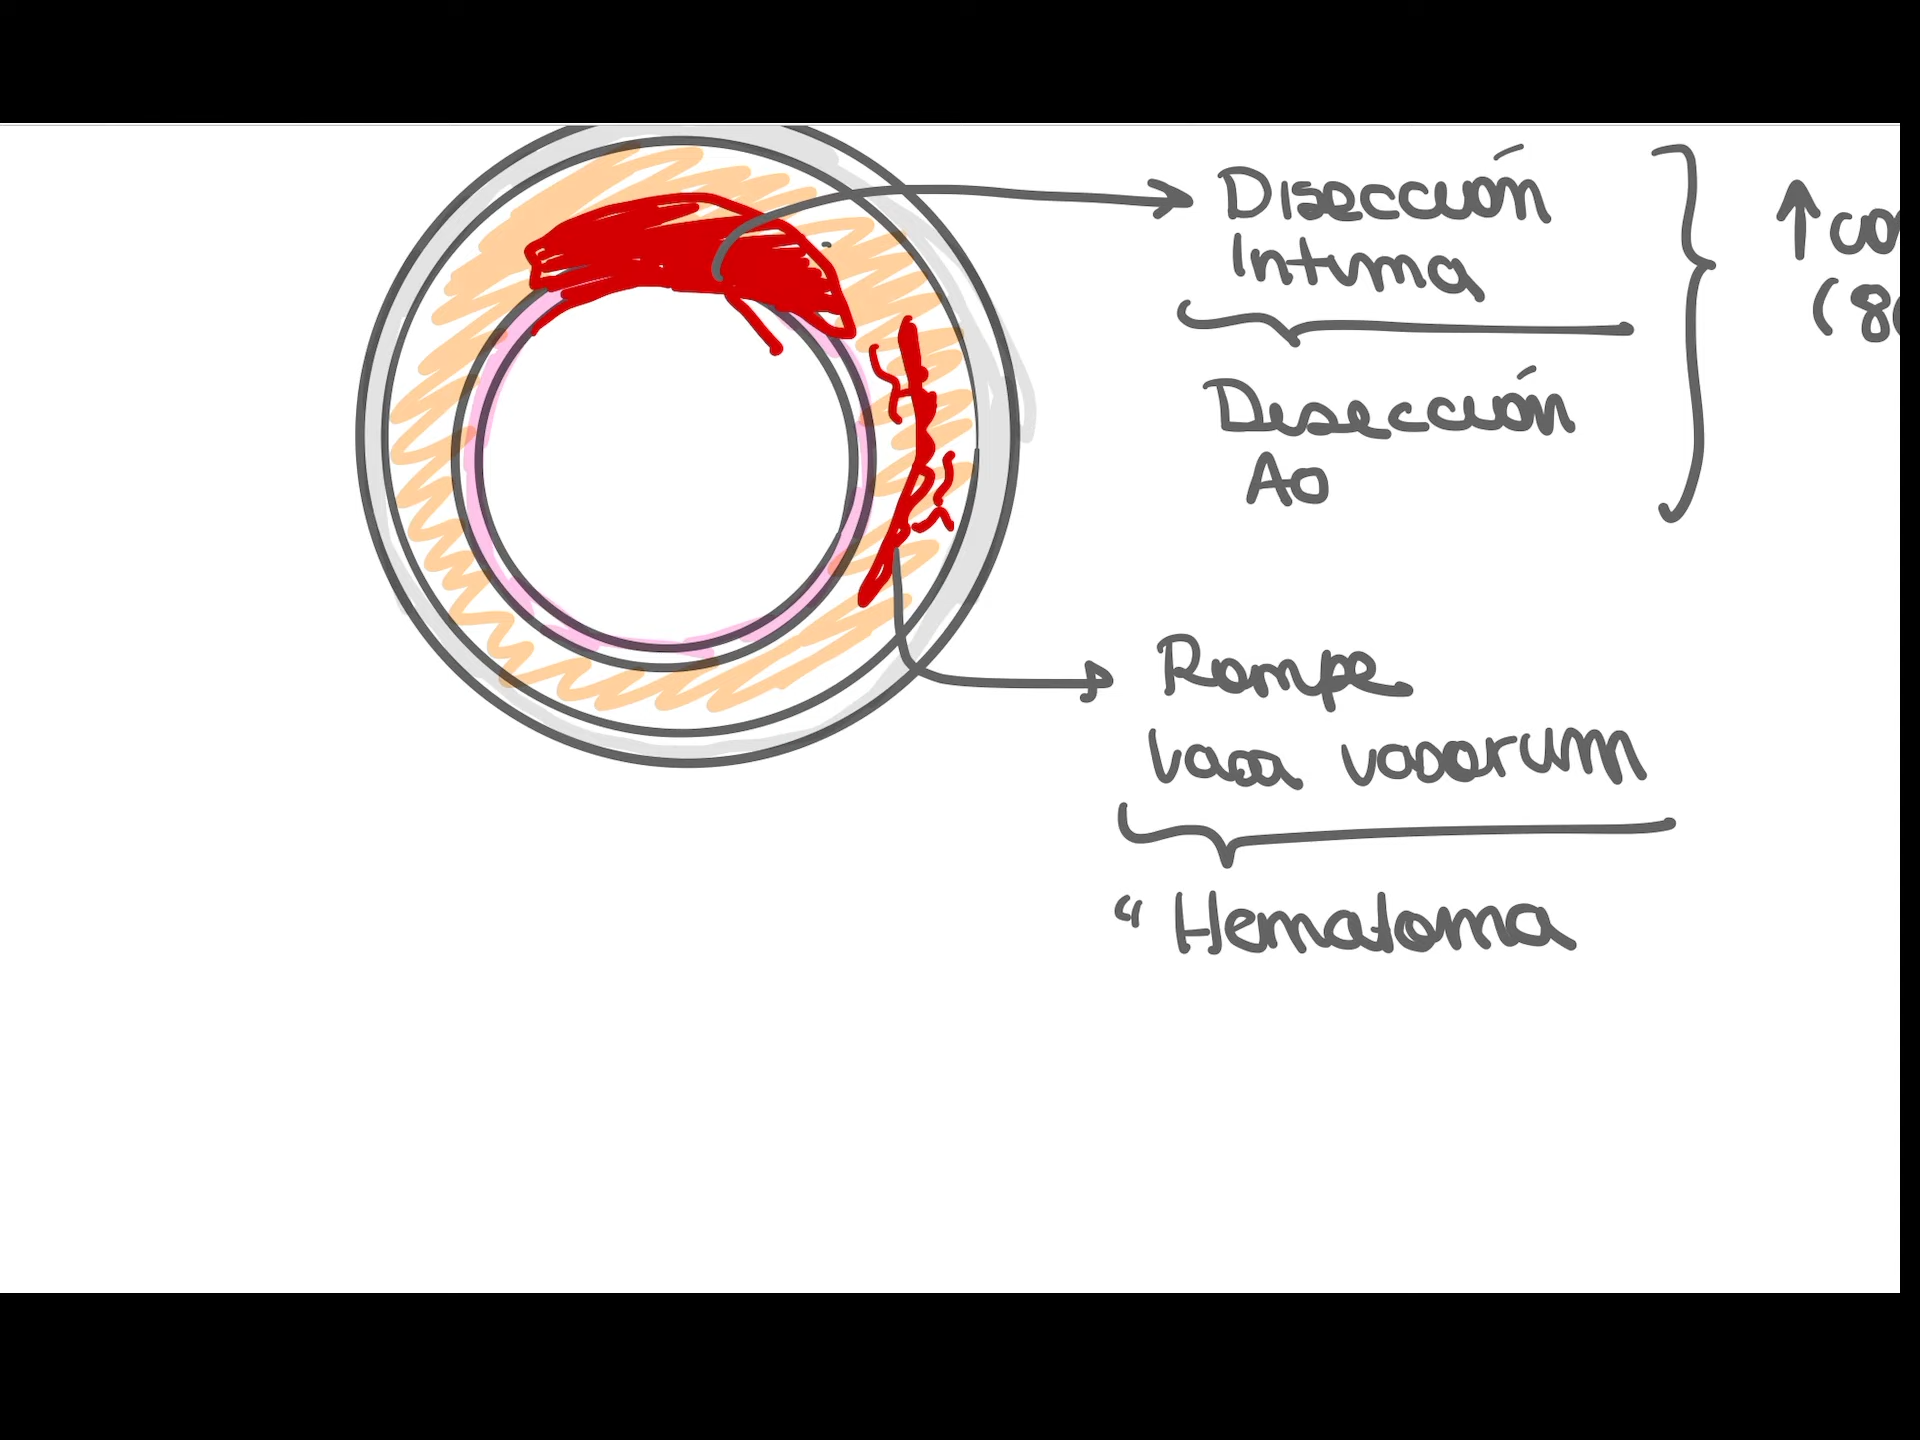 Disección
Intima
Disección
Ao
↑
Rompe
vasa vasorum
"Hematoma